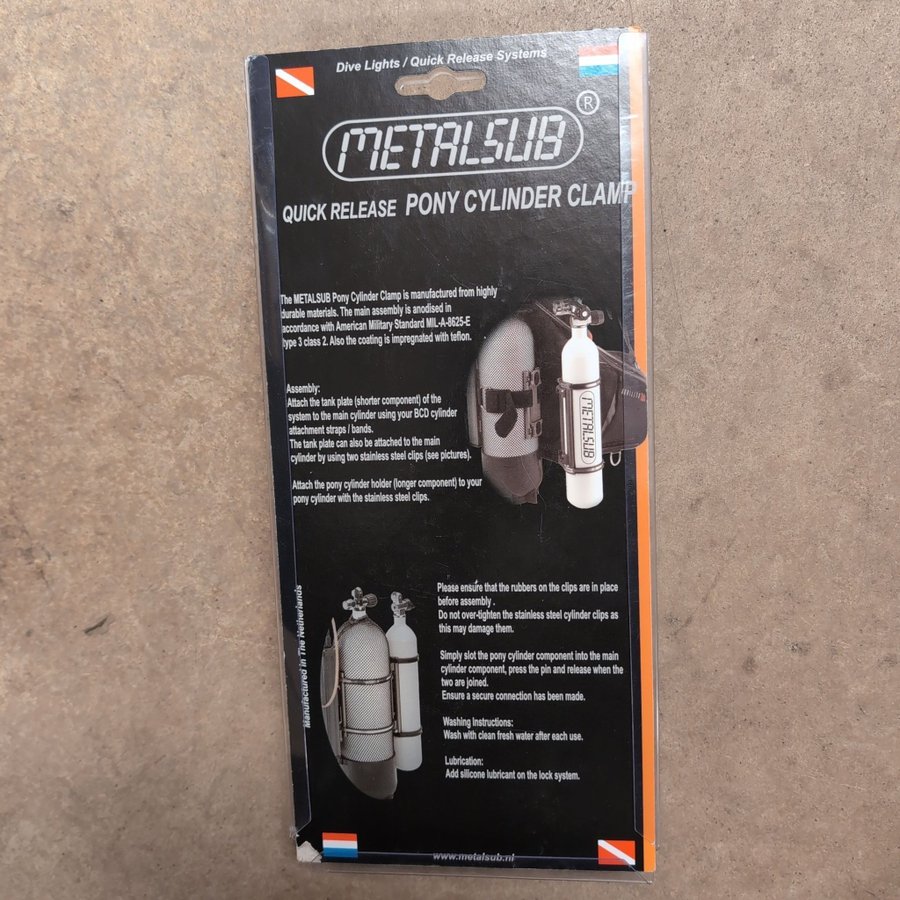 Dive Lights / Quick Release Systems
METALSUB ®
QUICK RELEASE PONY CYLINDER CLAMP
The METALSUB Pony Cylinder Clamp is manufactured from highly
durable materials. The main assembly is anodised in
accordance with American Military Standard MIL-A-8625-E
type 3 class 2. Also the coating is impregnated with teflon.
Assembly:
Attach the tank plate (shorter component) of the
system to the main cylinder using your BCD cylinder
attachment straps / bands.
The tank plate can also be attached to the main
cylinder by using two stainless steel clips (see pictures).
Attach the pony cylinder holder (longer component) to your
pony cylinder with the stainless steel clips.
METALSUB
Please ensure that the rubbers on the clips are in place
before assembly .
Do not over-tighten the stainless steel cylinder clips as
this may damage them.
Simply slot the pony cylinder component into the main
cylinder component, press the pin and release when the
two are joined.
Ensure a secure connection has been made.
Washing Instructions:
Wash with clean fresh water after each use.
Lubrication:
Add silicone lubricant on the lock system.
Manufactured in The Netherlands
www.metalsub.nl